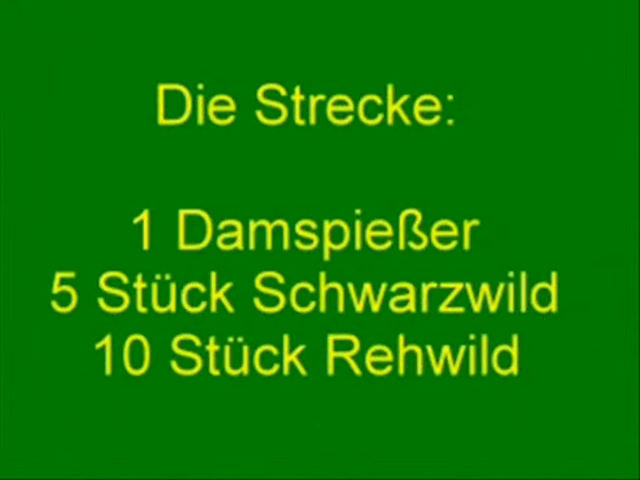 Die Strecke:
1 Damspießer
5 Stück Schwarzwild
10 Stück Rehwild